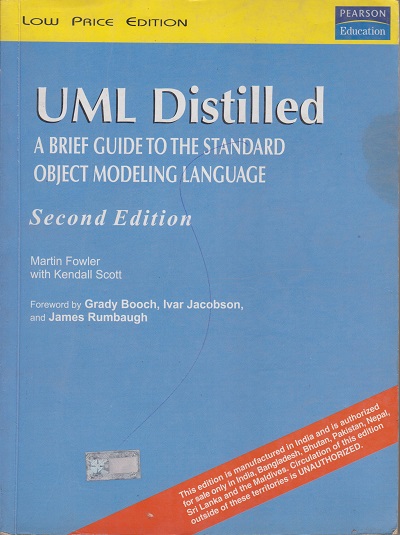 LOW PRICE EDITION
PEARSON
Education
UML Distilled
A BRIEF GUIDE TO THE STANDARD
OBJECT MODELING LANGUAGE
Second Edition
Martin Fowler
with Kendall Scott
Foreword by Grady Booch, Ivar Jacobson,
and James Rumbaugh
This edition is manufactured in India and is authorized
for sale only in India, Bangladesh, Bhutan, Pakistan, Nepal,
Sri Lanka and the Maldives. Circulation of this edition
outside of these territories is UNAUTHORIZED.